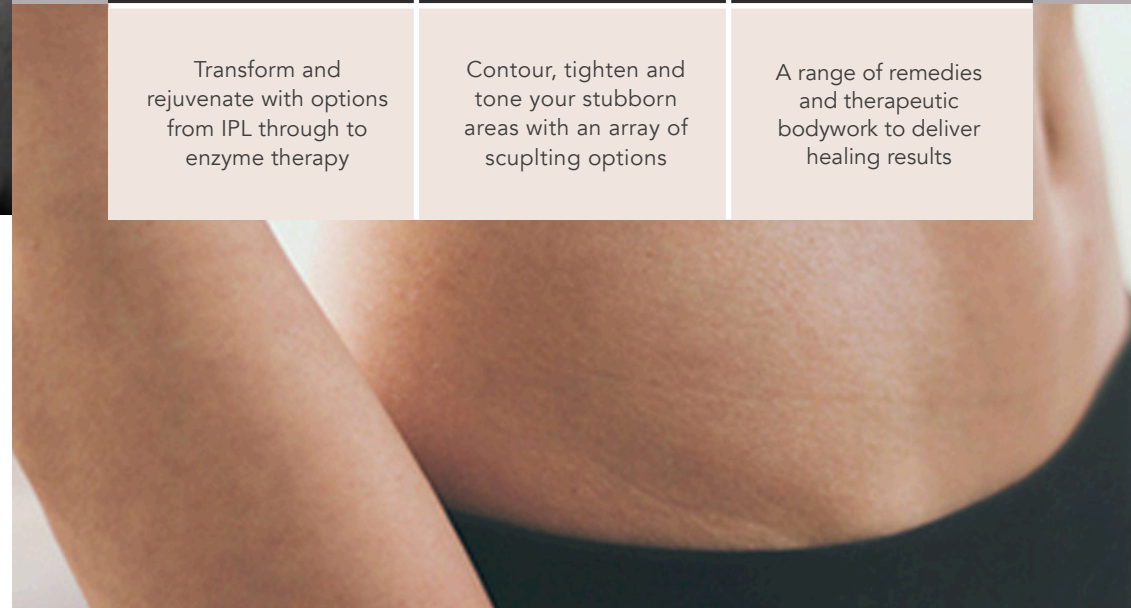 Transform and
rejuvenate with options
from IPL through to
enzyme therapy
Contour, tighten and
tone your stubborn
areas with an array of
scuplting options
A range of remedies
and therapeutic
bodywork to deliver
healing results